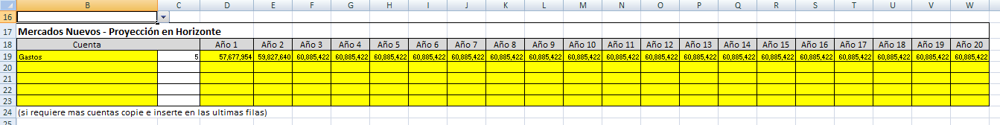 B C D E F G H I J K L M N O P Q R S T U V W
16
17 Mercados Nuevos - Proyección en Horizonte
18 Cuenta Año 1 Año 2 Año 3 Año 4 Año 5 Año 6 Año 7 Año 8 Año 9 Año 10 Año 11 Año 12 Año 13 Año 14 Año 15 Año 16 Año 17 Año 18 Año 19 Año 20
19 Gastos 5 57,677,954 59,827,640 60,885,422 60,885,422 60,885,422 60,885,422 60,885,422 60,885,422 60,885,422 60,885,422 60,885,422 60,885,422 60,885,422 60,885,422 60,885,422 60,885,422 60,885,422 60,885,422 60,885,422 60,885,422
20
21
22
23
24 (si requiere mas cuentas copie e inserte en las ultimas filas)
25